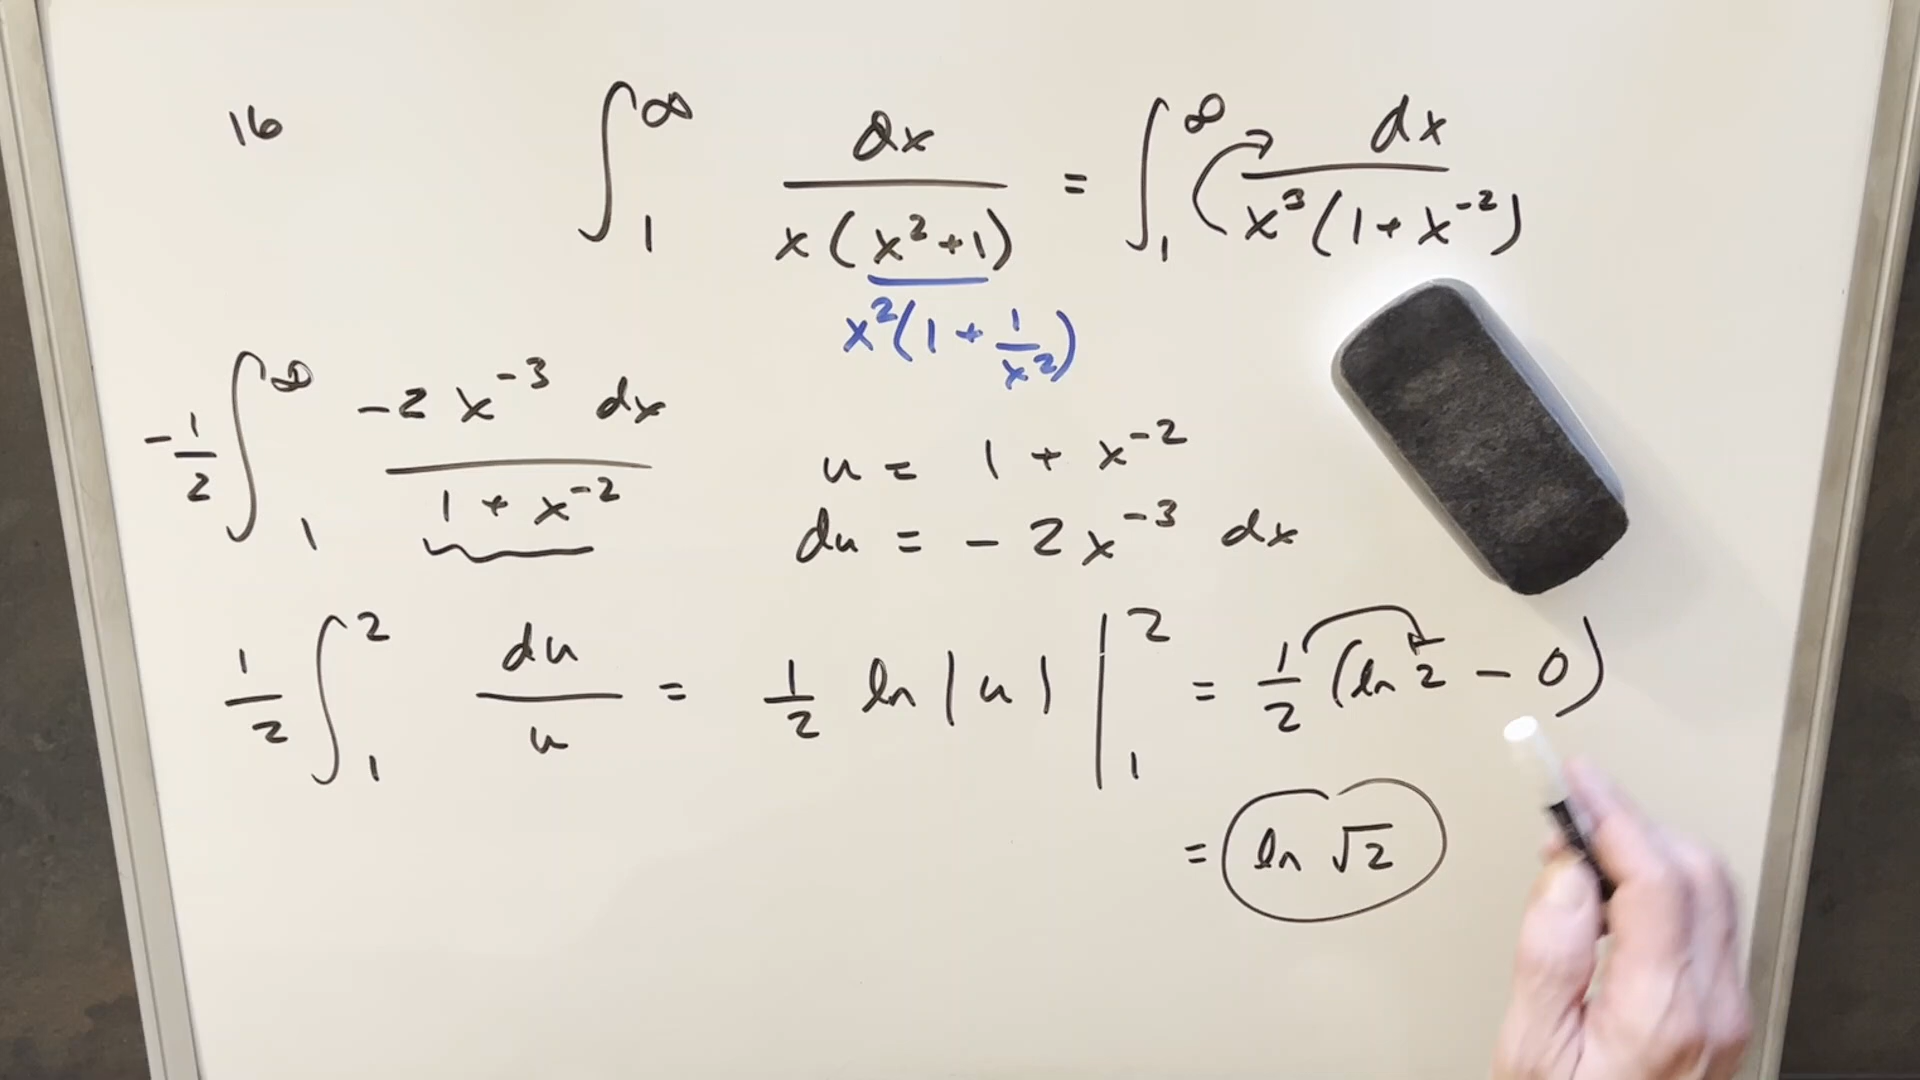 16 ∫₁^∞ dx / x(x²+1) = ∫₁^∞ dx / x³(1+x⁻²)
x²(1+1/x²)
-1/2 ∫₁^∞ -2x⁻³ dx / 1+x⁻²
u = 1 + x⁻²
du = -2x⁻³ dx
1/2 ∫₁² du/u = 1/2 ln|u| |₁² = 1/2 (ln 2 - 0)
= ln √2